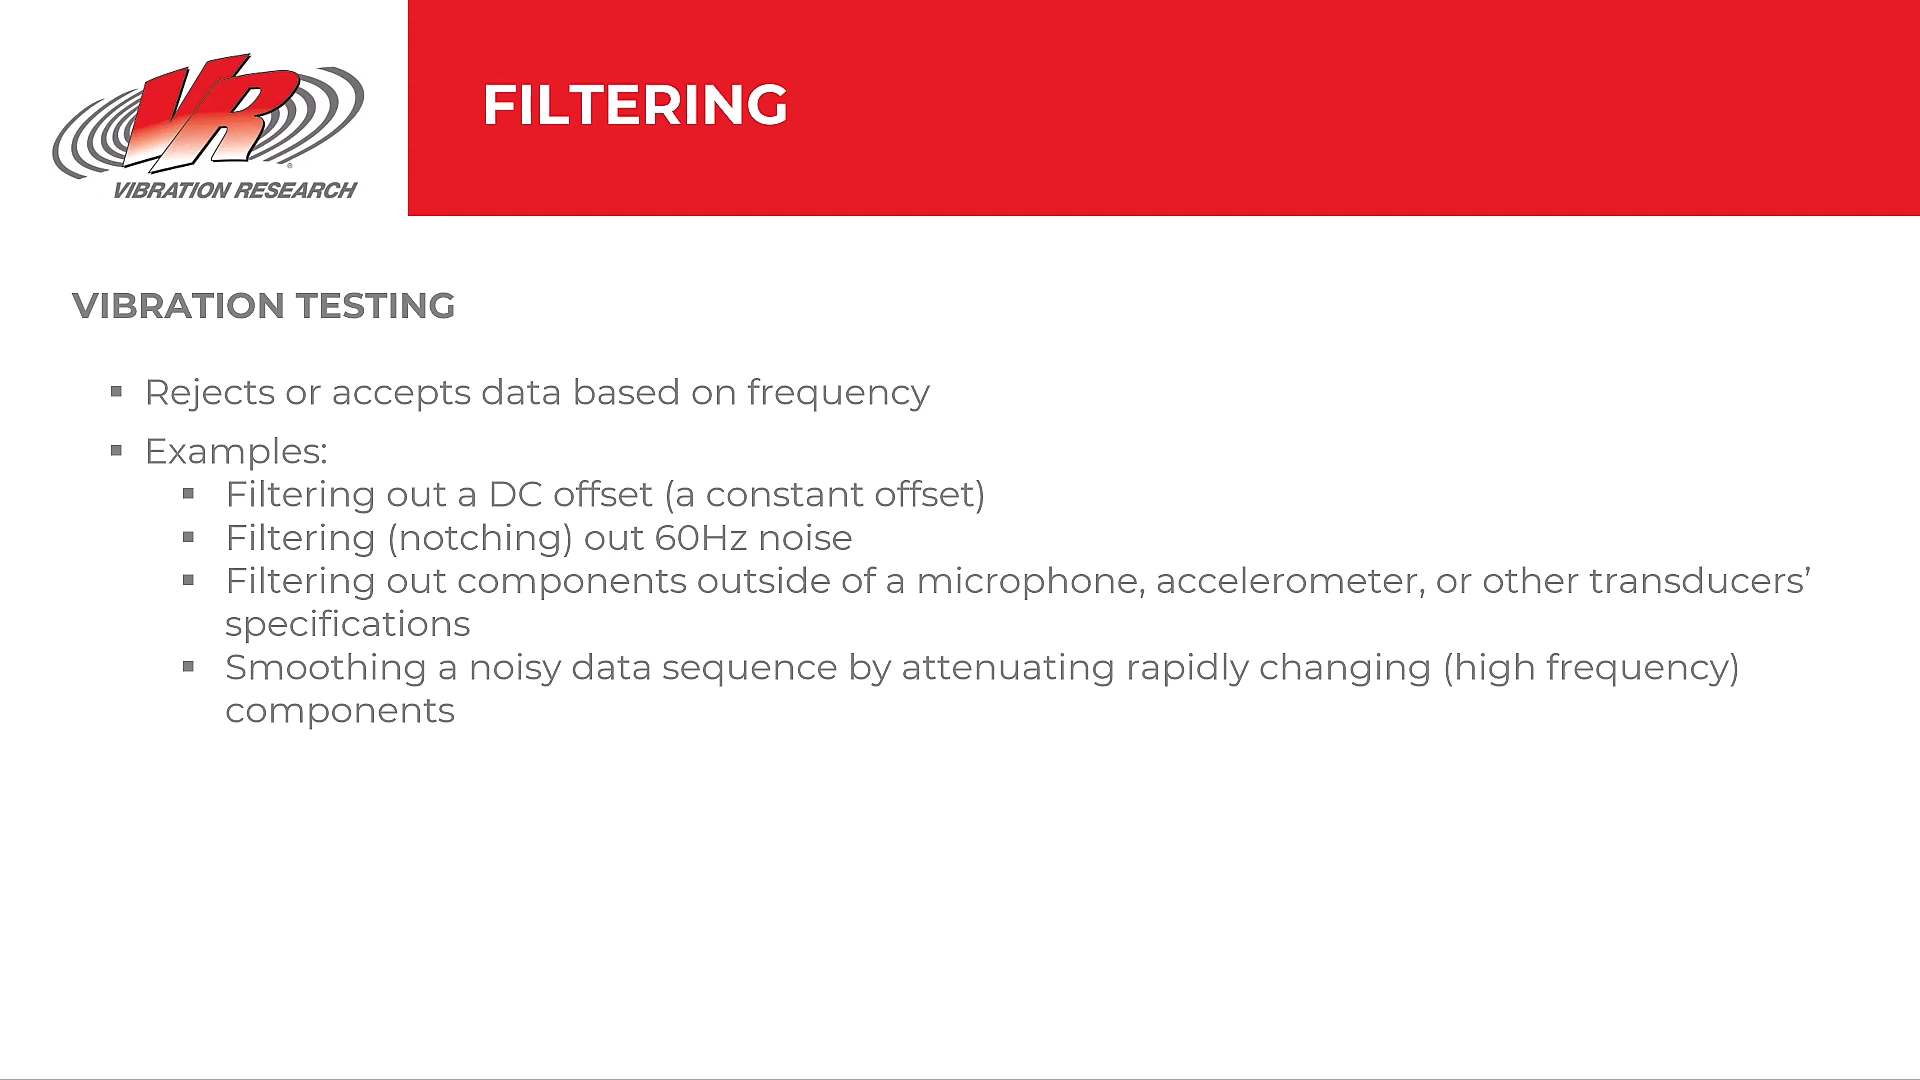 VR
VIBRATION RESEARCH
FILTERING
VIBRATION TESTING
▪ Rejects or accepts data based on frequency
▪ Examples:
▪ Filtering out a DC offset (a constant offset)
▪ Filtering (notching) out 60Hz noise
▪ Filtering out components outside of a microphone, accelerometer, or other transducers’
specifications
▪ Smoothing a noisy data sequence by attenuating rapidly changing (high frequency)
components